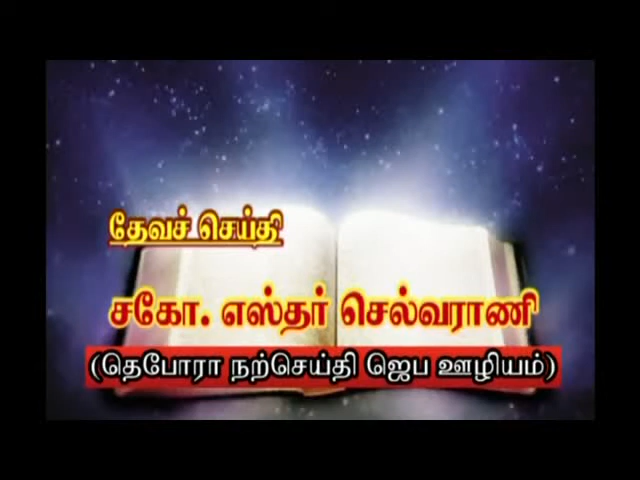 தேவச் செய்தி
சகோ. எஸ்தர் செல்வராணி
(தெபோரா நற்செய்தி ஜெப ஊழியம்)